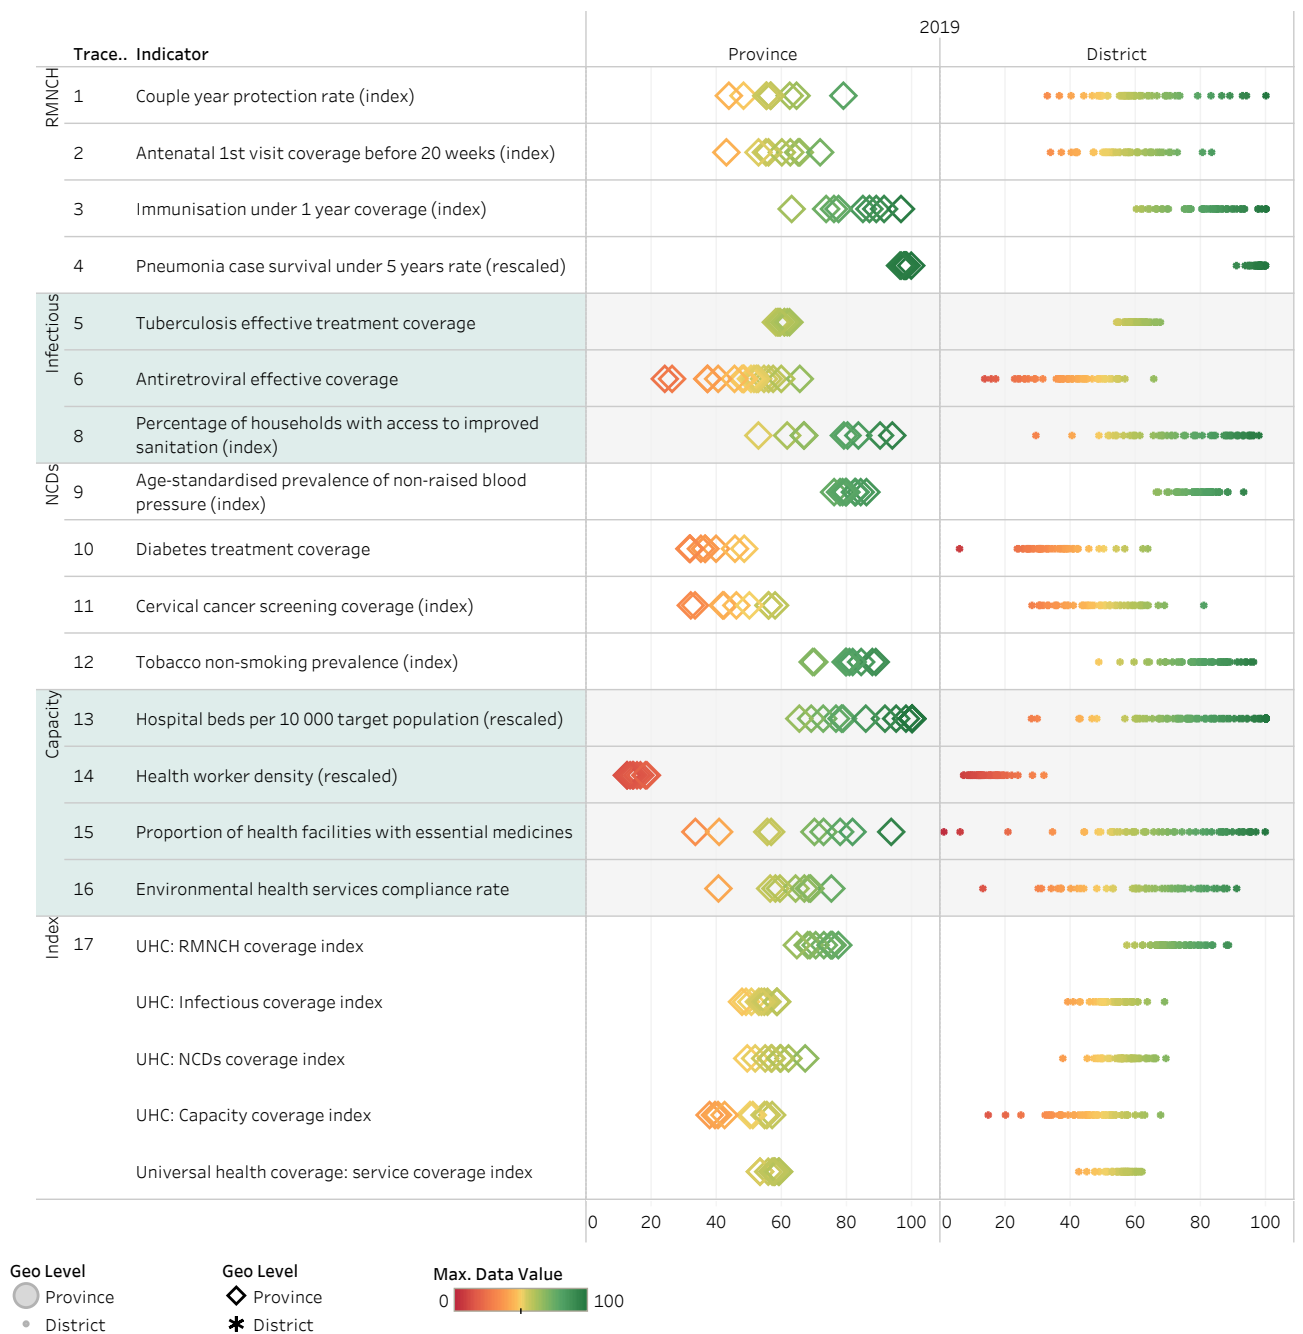 2019
Trace.. Indicator Province District
RMNCH
1 Couple year protection rate (index)
2 Antenatal 1st visit coverage before 20 weeks (index)
3 Immunisation under 1 year coverage (index)
4 Pneumonia case survival under 5 years rate (rescaled)
Infectious
5 Tuberculosis effective treatment coverage
6 Antiretroviral effective coverage
8 Percentage of households with access to improved
sanitation (index)
NCDs
9 Age-standardised prevalence of non-raised blood
pressure (index)
10 Diabetes treatment coverage
11 Cervical cancer screening coverage (index)
12 Tobacco non-smoking prevalence (index)
Capacity
13 Hospital beds per 10 000 target population (rescaled)
14 Health worker density (rescaled)
15 Proportion of health facilities with essential medicines
16 Environmental health services compliance rate
Index
17 UHC: RMNCH coverage index
UHC: Infectious coverage index
UHC: NCDs coverage index
UHC: Capacity coverage index
Universal health coverage: service coverage index
0 20 40 60 80 100 0 20 40 60 80 100
Geo Level
Province
District
Geo Level
Province
District
Max. Data Value
0 100